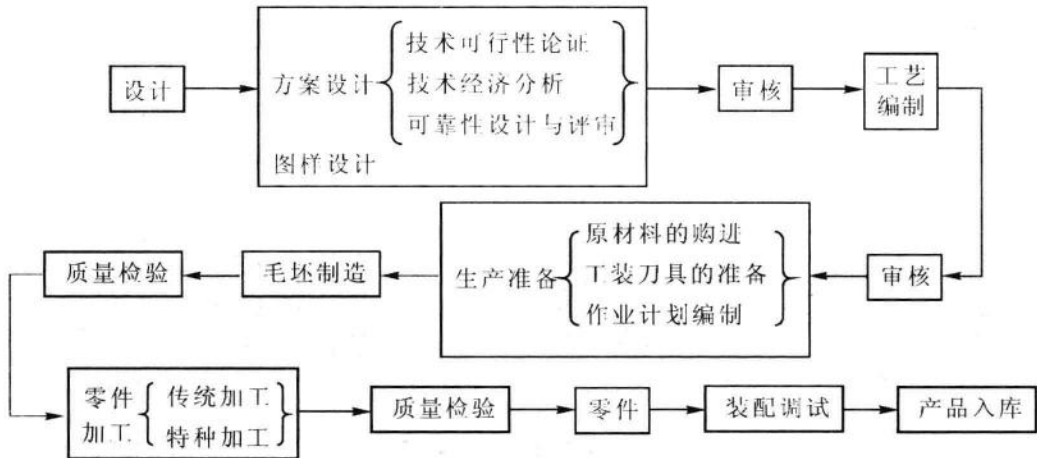 设计
方案设计
技术可行性论证
技术经济分析
可靠性设计与评审
图样设计
审核
工艺
编制
审核
生产准备
原材料的购进
工装刀具的准备
作业计划编制
毛坯制造
质量检验
零件
加工
传统加工
特种加工
质量检验
零件
装配调试
产品入库